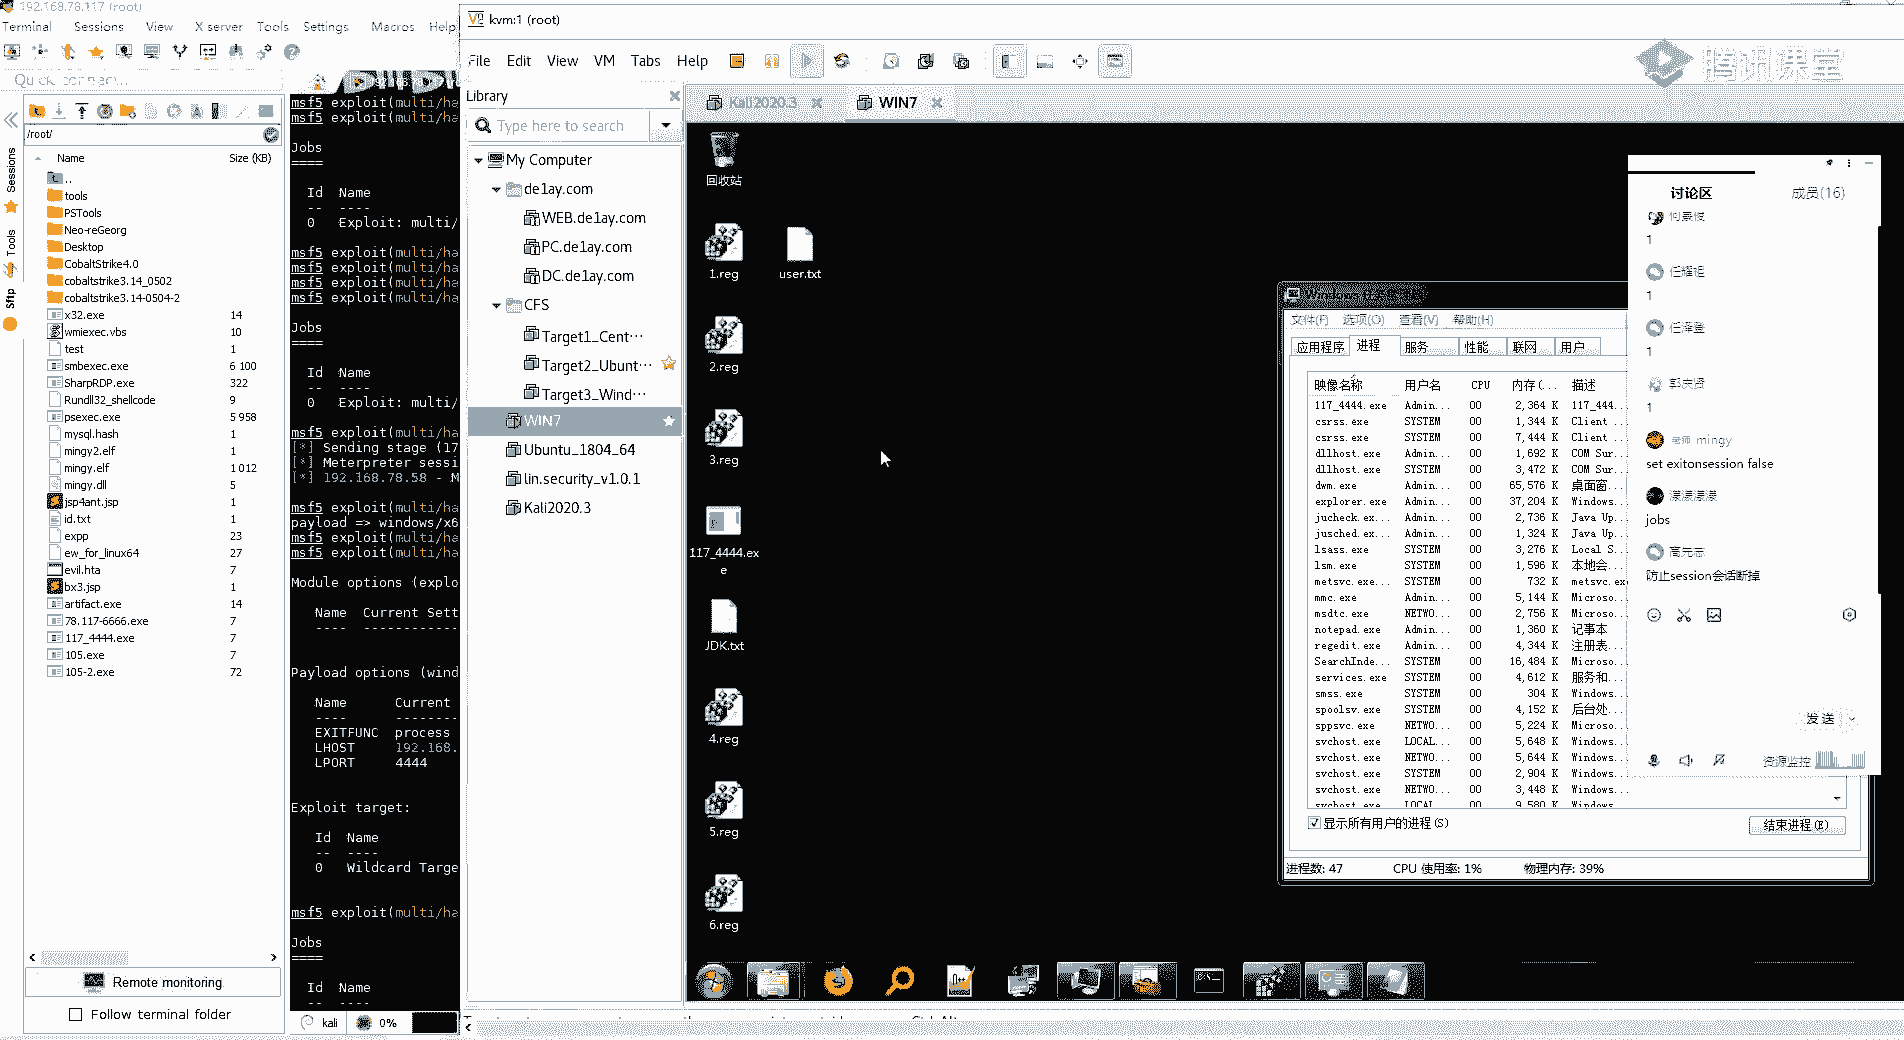 192.168.78.117 (root)
Terminal Sessions View X server Tools Settings Macros Help
Quick connect...
/root/
Name Size (KB)
..
tools
PSTools
Neo-reGeorg
Desktop
CobaltStrike4.0
cobaltstrike3.14_0502
cobaltstrike3.14-0504-2
x32.exe 14
wmiexec.vbs 10
test 1
smbexec.exe 6 100
SharpRDP.exe 322
Rundll32_shellcode 9
psexec.exe 5 958
mysql.hash 1
mingy2.elf 1
mingy.elf 1 012
mingy.dll 5
jsp4ant.jsp 1
id.txt 1
expp 23
ew_for_linux64 27
evil.hta 7
bx3.jsp 1
artifact.exe 14
78.117-6666.exe 7
117_4444.exe 7
105.exe 7
105-2.exe 72
Sessions
Tools
Sftp
Remote monitoring
Follow terminal folder
msf5 exploit(multi/ha
msf5 exploit(multi/ha
Jobs
====
Id Name
-- ----
0 Exploit: multi/
msf5 exploit(multi/ha
msf5 exploit(multi/ha
msf5 exploit(multi/ha
msf5 exploit(multi/ha
Jobs
====
Id Name
-- ----
0 Exploit: multi/
msf5 exploit(multi/ha
[*] Sending stage (17
[*] Meterpreter sessi
[*] 192.168.78.58 - M
msf5 exploit(multi/ha
payload => windows/x6
msf5 exploit(multi/ha
msf5 exploit(multi/ha
Module options (explo
Name Current Sett
---- ------------
Payload options (wind
Name Current
---- --------
EXITFUNC process
LHOST 192.168.
LPORT 4444
Exploit target:
Id Name
-- ----
0 Wildcard Targe
msf5 exploit(multi/ha
Jobs
====
Id Name
-- ----
kali 0%
kvm:1 (root)
File Edit View VM Tabs Help
Library
Type here to search
My Computer
de1ay.com
WEB.de1ay.com
PC.de1ay.com
DC.de1ay.com
CFS
Target1_Cent···
Target2_Ubunt···
Target3_Wind···
WIN7
Ubuntu_1804_64
lin.security_v1.0.1
Kali2020.3
Kali2020.3 WIN7
腾讯课堂
回收站
1.reg user.txt
2.reg
3.reg
117_4444.ex
e
JDK.txt
4.reg
5.reg
6.reg
Windows
文件(F) 选项(O) 查看(V) 帮助(H)
应用程序 进程 服务 性能 联网 用户
映像名称 用户名 CPU 内存(... 描述
117_4444.exe Admin... 00 2,364 K 117_444...
csrss.exe SYSTEM 00 1,344 K Client ...
csrss.exe SYSTEM 00 7,444 K Client ...
dllhost.exe Admin... 00 1,692 K COM Sur...
dllhost.exe SYSTEM 00 3,472 K COM Sur...
dwm.exe Admin... 00 65,576 K 桌面窗...
explorer.exe Admin... 00 37,204 K Windows...
jucheck.ex... Admin... 00 2,736 K Java Up...
jusched.exe Admin... 00 1,324 K Java Up...
lsass.exe SYSTEM 00 3,276 K Local S...
lsm.exe SYSTEM 00 1,596 K 本地会...
metsvc.exe... SYSTEM 00 732 K metsvc.exe
mmc.exe Admin... 00 5,144 K Microso...
msdtc.exe NETWO... 00 2,756 K Microso...
notepad.exe Admin... 00 1,360 K 记事本
regedit.exe Admin... 00 4,344 K 注册表...
SearchInde... SYSTEM 00 16,484 K Microso...
services.exe SYSTEM 00 4,612 K 服务和...
smss.exe SYSTEM 00 304 K Windows...
spoolsv.exe SYSTEM 00 4,152 K 后台处...
sppsvc.exe NETWO... 00 5,224 K Microso...
svchost.exe LOCAL... 00 5,648 K Windows...
svchost.exe NETWO... 00 5,644 K Windows...
svchost.exe SYSTEM 00 2,904 K Windows...
svchost.exe NETWO... 00 3,448 K Windows...
svchost.exe LOCAL 00 9,580 K Windows
显示所有用户的进程(S)
结束进程(E)
进程数: 47 CPU 使用率: 1% 物理内存: 39%
讨论区 成员(16)
1
1
1
1
老师 mingy
set exitonsession false
jobs
高元志
防止session会话断掉
发送
资源监控